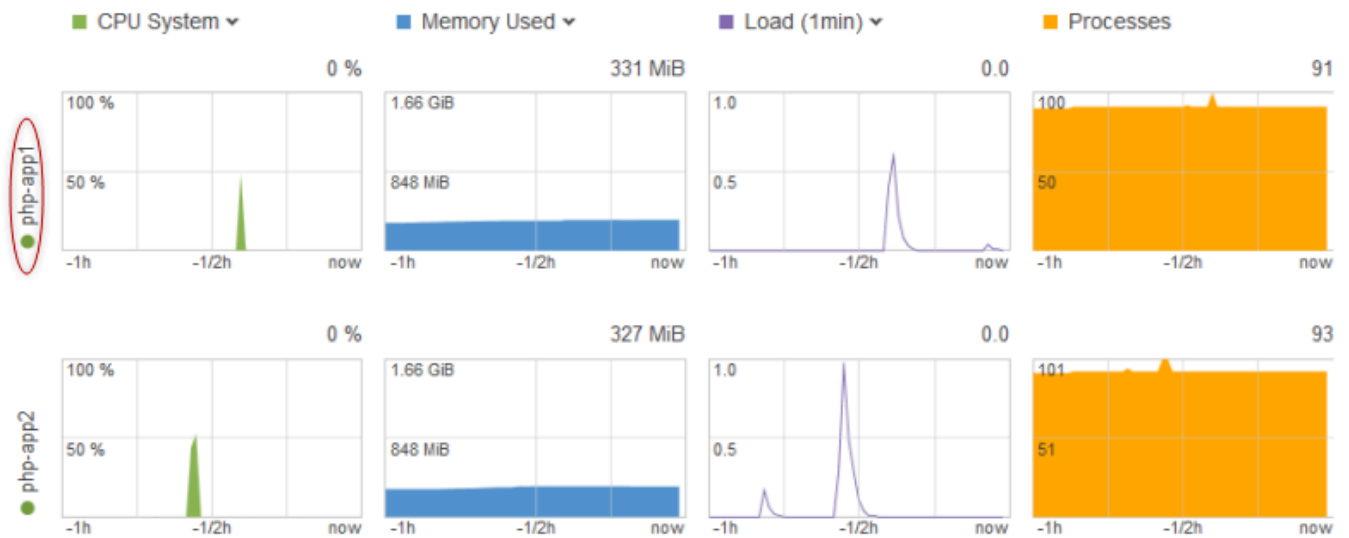 CPU System
Memory Used
Load (1min)
Processes
0 %
331 MiB
0.0
91
php-app1
100 %
50 %
-1h
-1/2h
now
1.66 GiB
848 MiB
-1h
-1/2h
now
1.0
0.5
-1h
-1/2h
now
100
50
-1h
-1/2h
now
0 %
327 MiB
0.0
93
php-app2
100 %
50 %
-1h
-1/2h
now
1.66 GiB
848 MiB
-1h
-1/2h
now
1.0
0.5
-1h
-1/2h
now
101
51
-1h
-1/2h
now